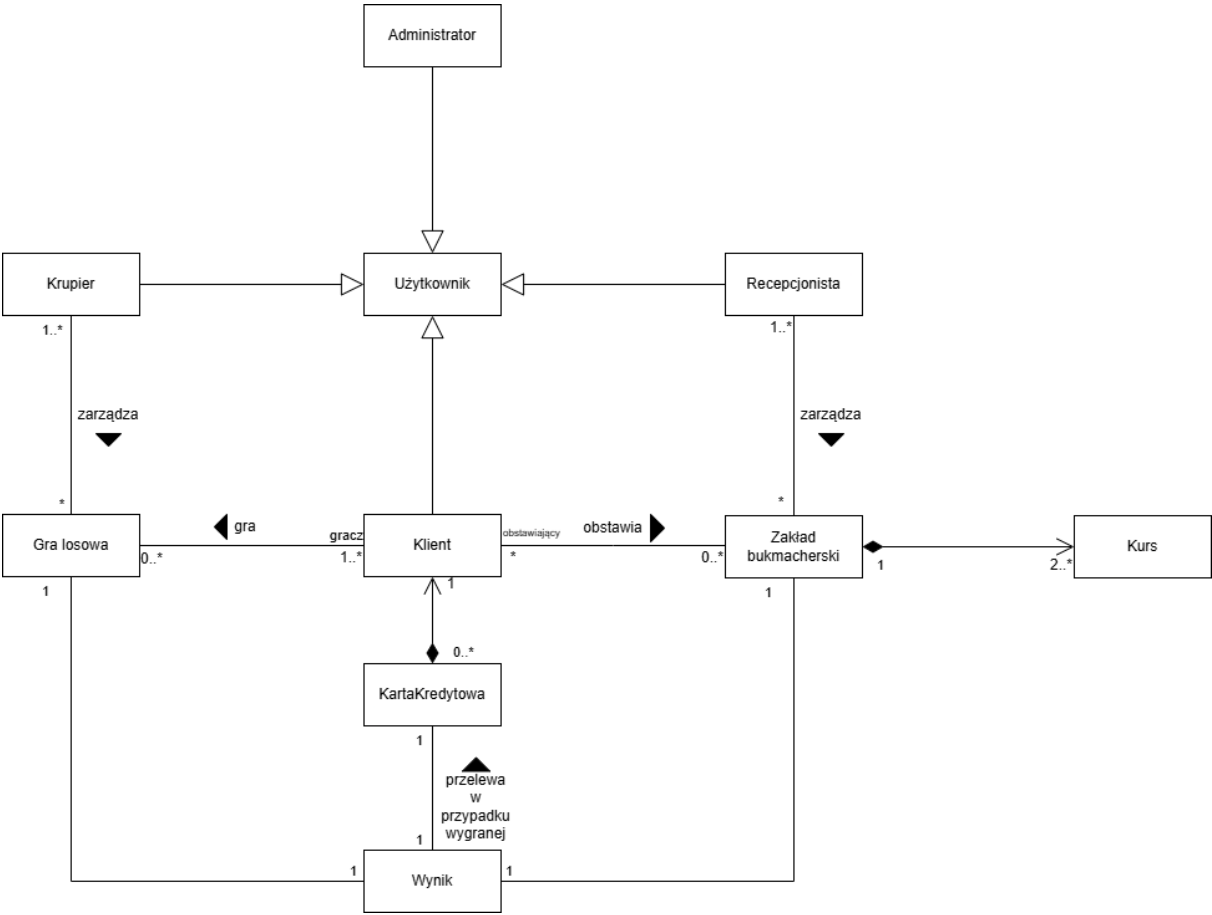 Administrator
Krupier
Użytkownik
Recepcjonista
1..*
1..*
zarządza
zarządza
*
*
Gra losowa
gra
gracz
Klient
obstawiający
obstawia
Zakład
bukmacherski
Kurs
0..*
1..*
*
0..*
1
2..*
1
1
1
0..*
KartaKredytowa
1
przelewa
w
przypadku
wygranej
1
1
Wynik
1